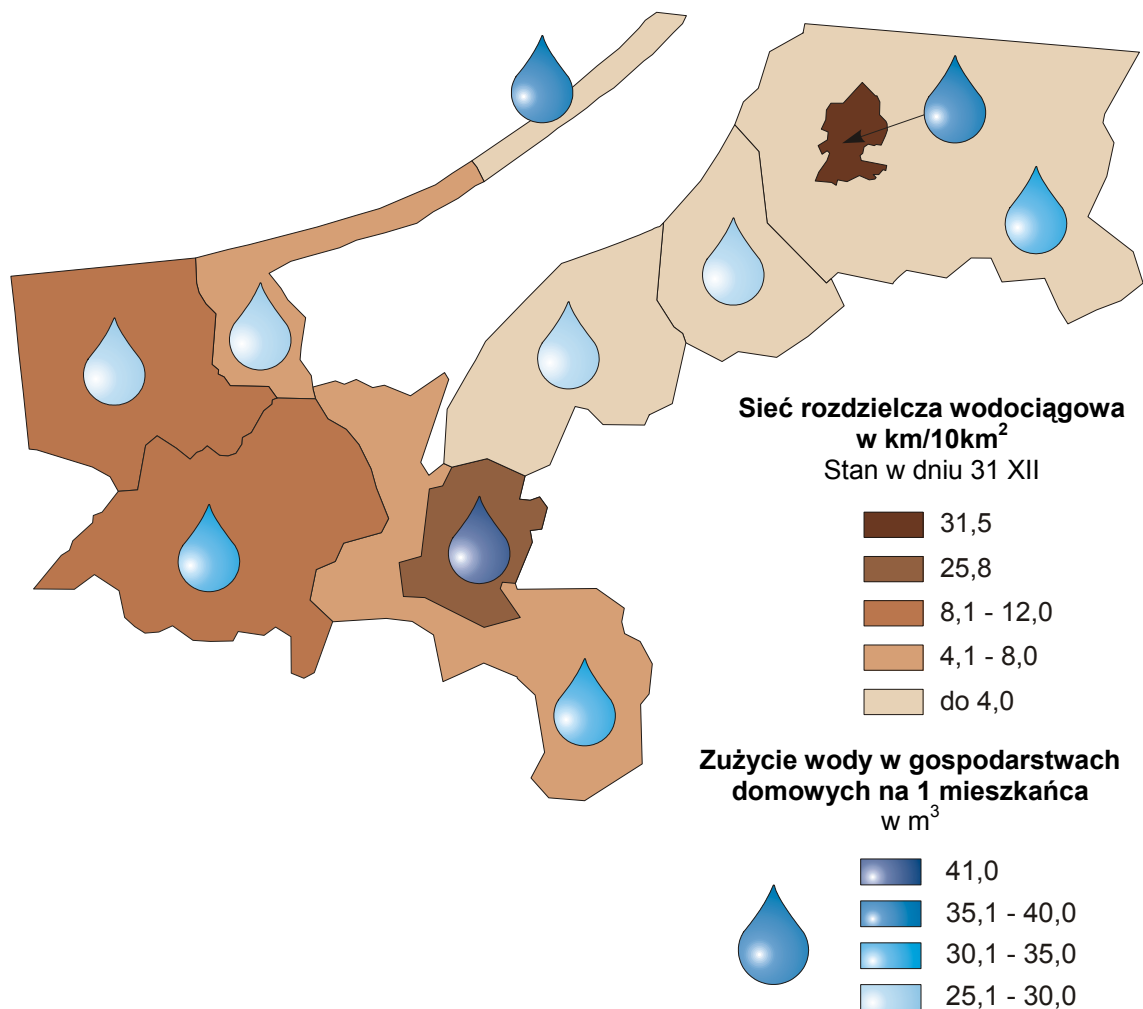 Sieć rozdzielcza wodociągowa
w km/10km²
Stan w dniu 31 XII
31,5
25,8
8,1 - 12,0
4,1 - 8,0
do 4,0
Zużycie wody w gospodarstwach
domowych na 1 mieszkańca
w m³
41,0
35,1 - 40,0
30,1 - 35,0
25,1 - 30,0